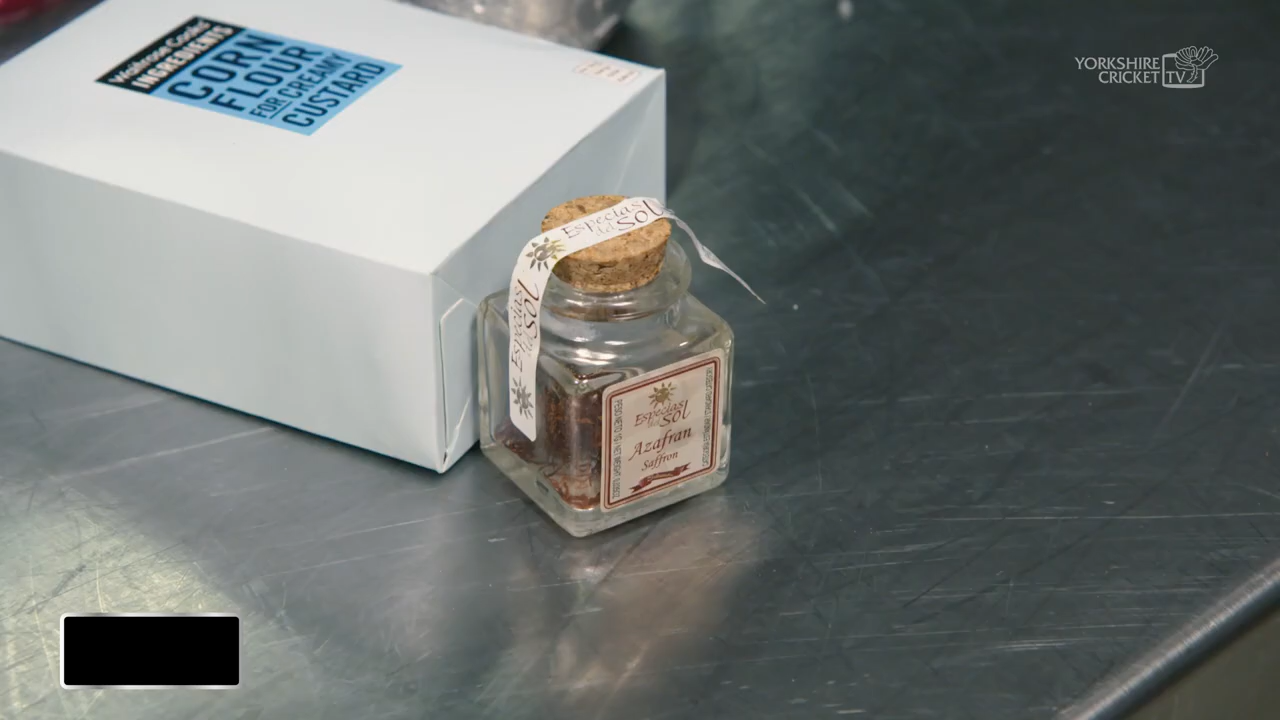 Waitrose Cooks'
INGREDIENTS
CORN
FLOUR
FOR CREAMY
CUSTARD
YORKSHIRE
CRICKET TV
Especias
del Sol
Especias
del Sol
Especias
del Sol
Azafran
Saffron